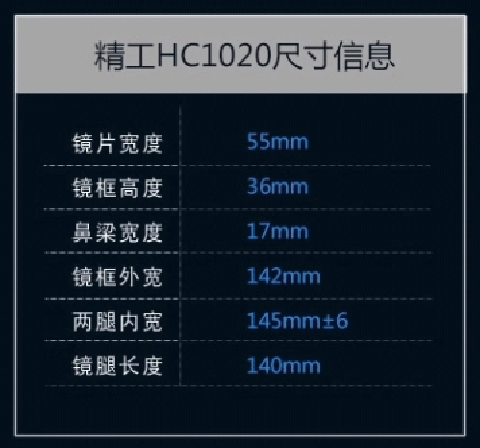 精工HC1020尺寸信息
镜片宽度 55mm
镜框高度 36mm
鼻梁宽度 17mm
镜框外宽 142mm
两腿内宽 145mm±6
镜腿长度 140mm